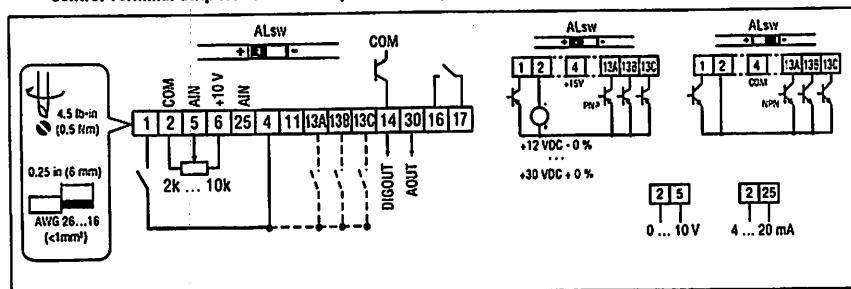 ALsw
+ -
COM
4.5 lb-in
(0.5 N/m)
0.25 in (6 mm)
AWG 26...16
(<1mm²)
COM
AIN
+10 V
AIN
1 2 5 6 25 4 11 13A 13B 13C 14 30 16 17
2k ... 10k
DIGOUT
AOUT
ALsw
+ -
1 2 4 13A 13B 13C
+15V
PNP
+12 VDC - 0 %
...
+30 VDC + 0 %
ALsw
+ -
1 2 4 13A 13B 13C
COM
NPN
2 5
0 ... 10 V
2 25
4 ... 20 mA